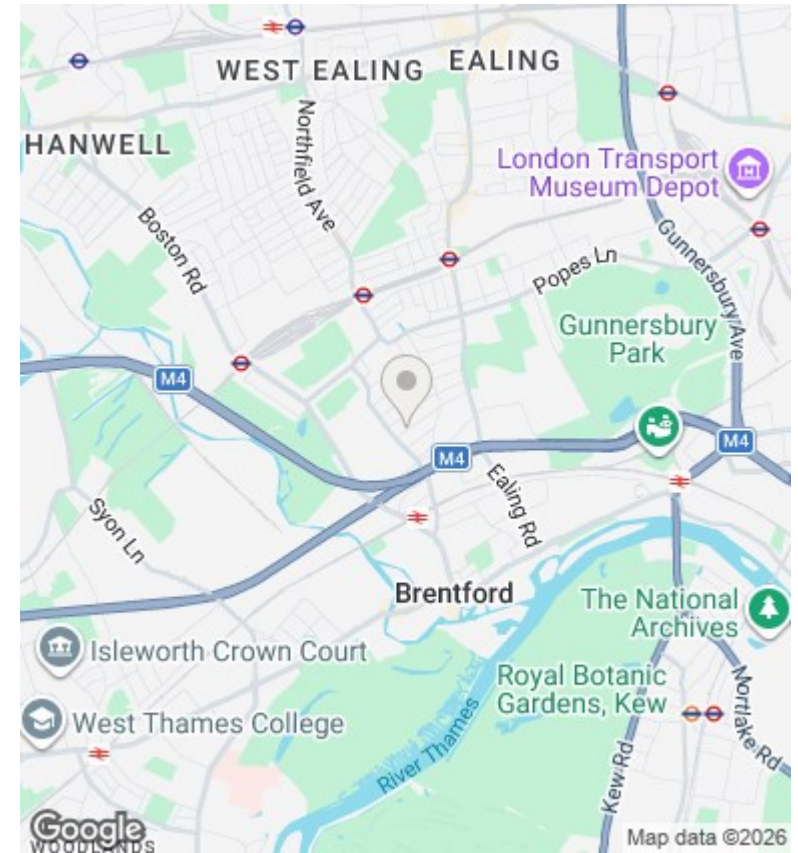 WEST EALING
EALING
HANWELL
Northfield Ave
London Transport
Museum Depot
Boston Rd
Gunnersbury Ave
Popes Ln
Gunnersbury
Park
M4
M4
M4
Ealing Rd
Syon Ln
Brentford
The National
Archives
Isleworth Crown Court
Royal Botanic
Gardens, Kew
Mortlake Rd
West Thames College
River Thames
Kew Rd
Google
WOODLANDS
Map data ©2026